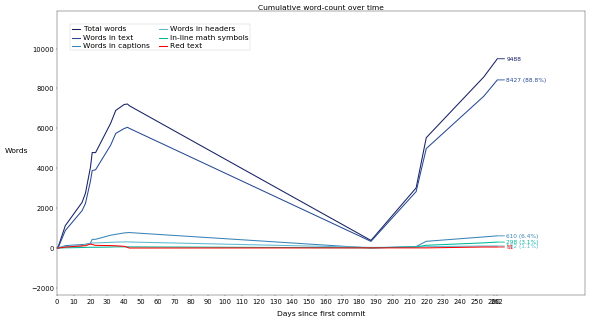 Cumulative word-count over time
Total words
Words in text
Words in captions
Words in headers
In-line math symbols
Red text
Words
10000
8000
6000
4000
2000
0
−2000
9488
8427 (88.8%)
610 (6.4%)
298 (3.1%)
0 10 20 30 40 50 60 70 80 90 100 110 120 130 140 150 160 170 180 190 200 210 220 230 240 250
Days since first commit